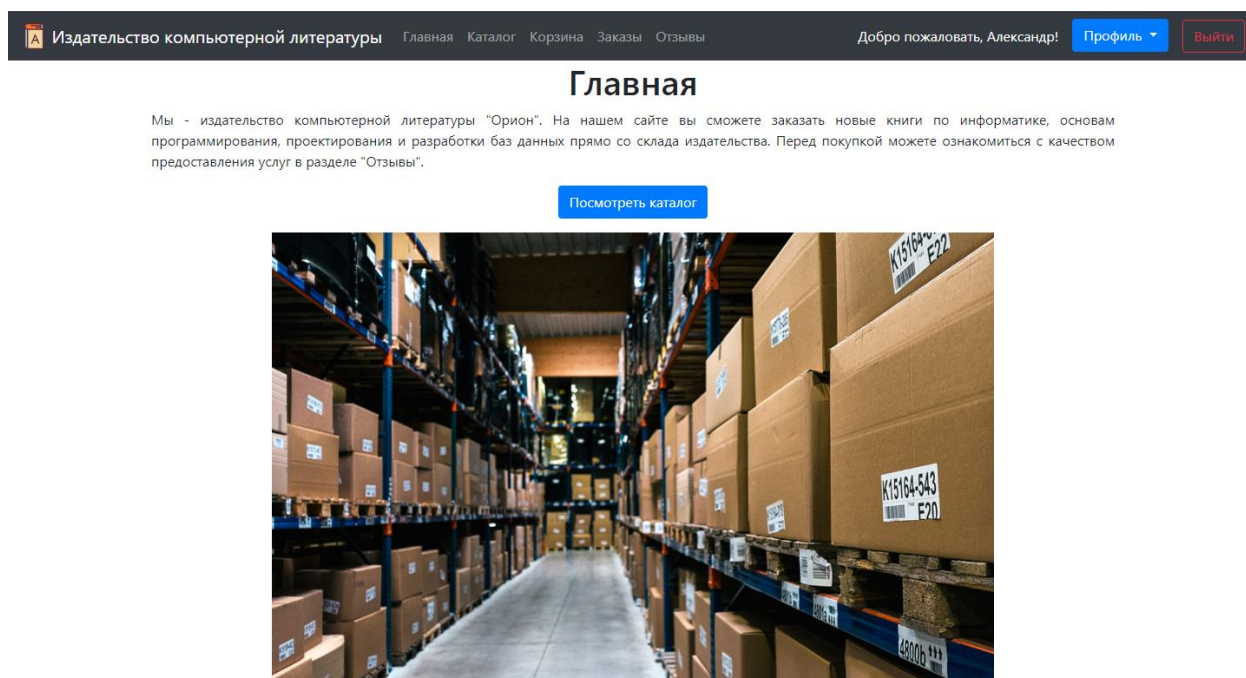 Издательство компьютерной литературы Главная Каталог Корзина Заказы Отзывы Добро пожаловать, Александр! Профиль Выйти
Главная
Мы - издательство компьютерной литературы "Орион". На нашем сайте вы сможете заказать новые книги по информатике, основам
программирования, проектирования и разработки баз данных прямо со склада издательства. Перед покупкой можете ознакомиться с качеством
предоставления услуг в разделе "Отзывы".
Посмотреть каталог
E22
K15164-543
E20
4800b